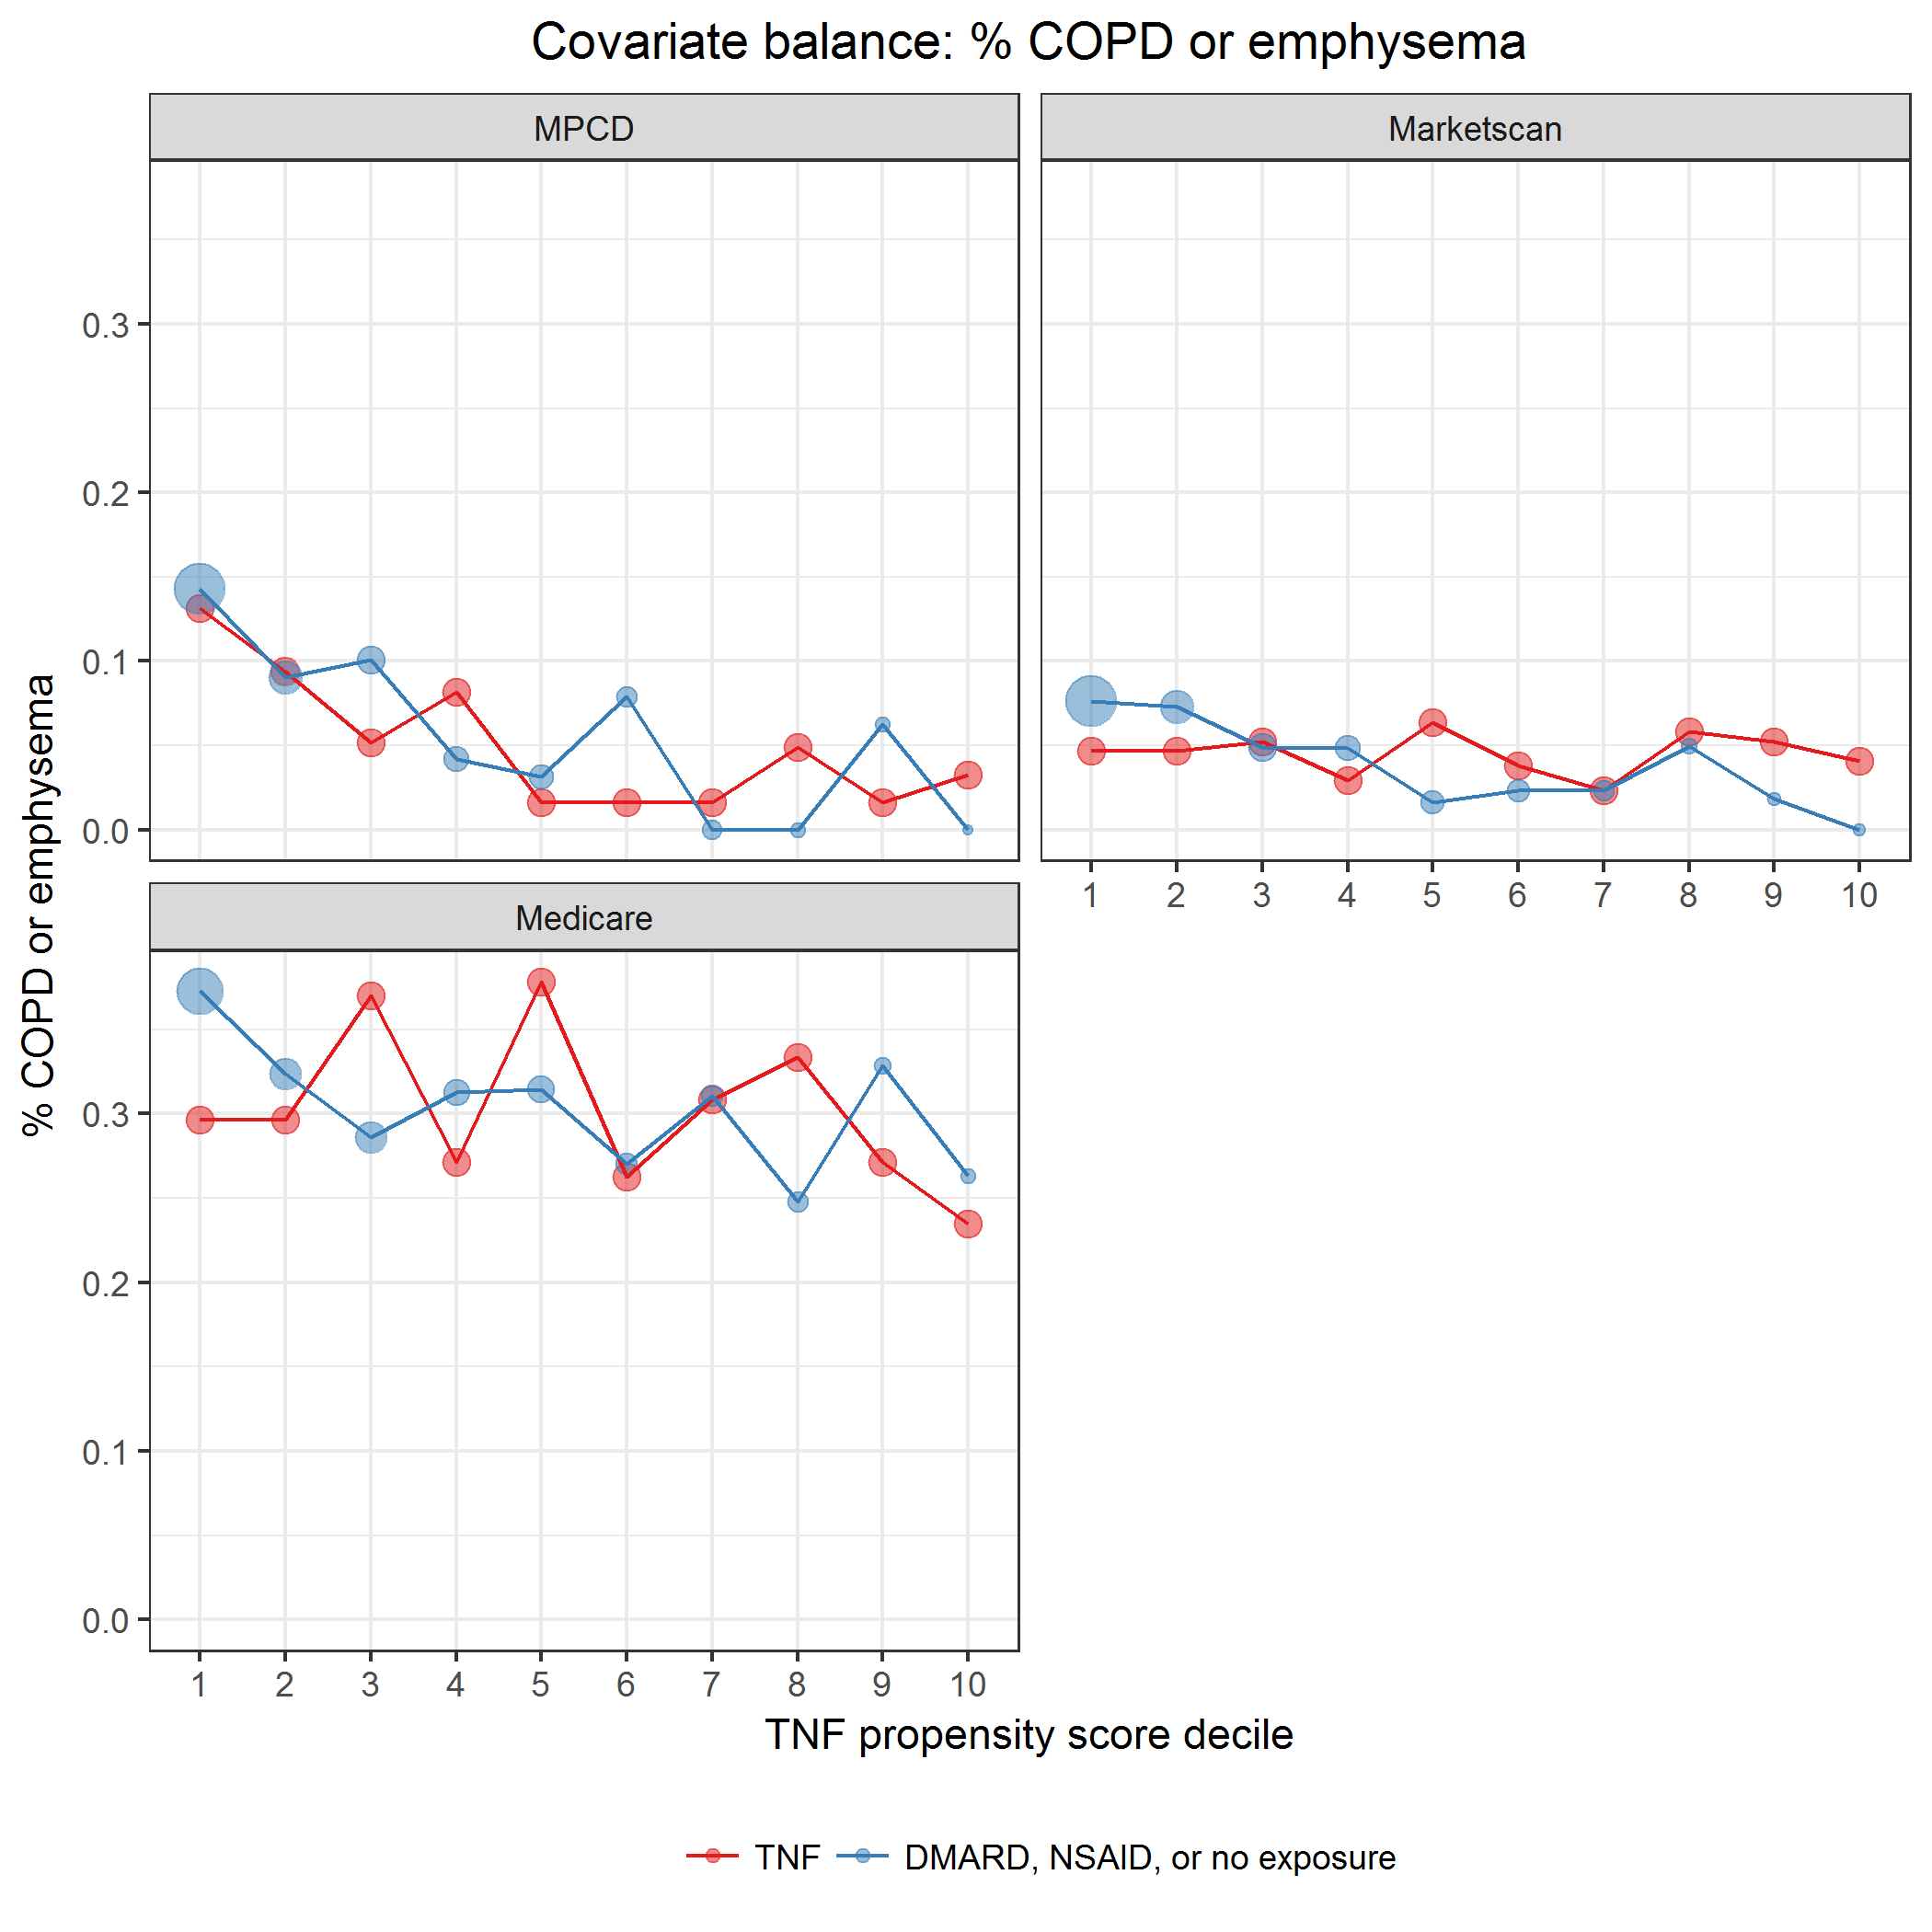 Covariate balance: % COPD or emphysema
MPCD
Marketscan
% COPD or emphysema
0.3
0.2
0.1
0.0
1 2 3 4 5 6 7 8 9 10
Medicare
0.3
0.2
0.1
0.0
1 2 3 4 5 6 7 8 9 10
TNF propensity score decile
TNF DMARD, NSAID, or no exposure